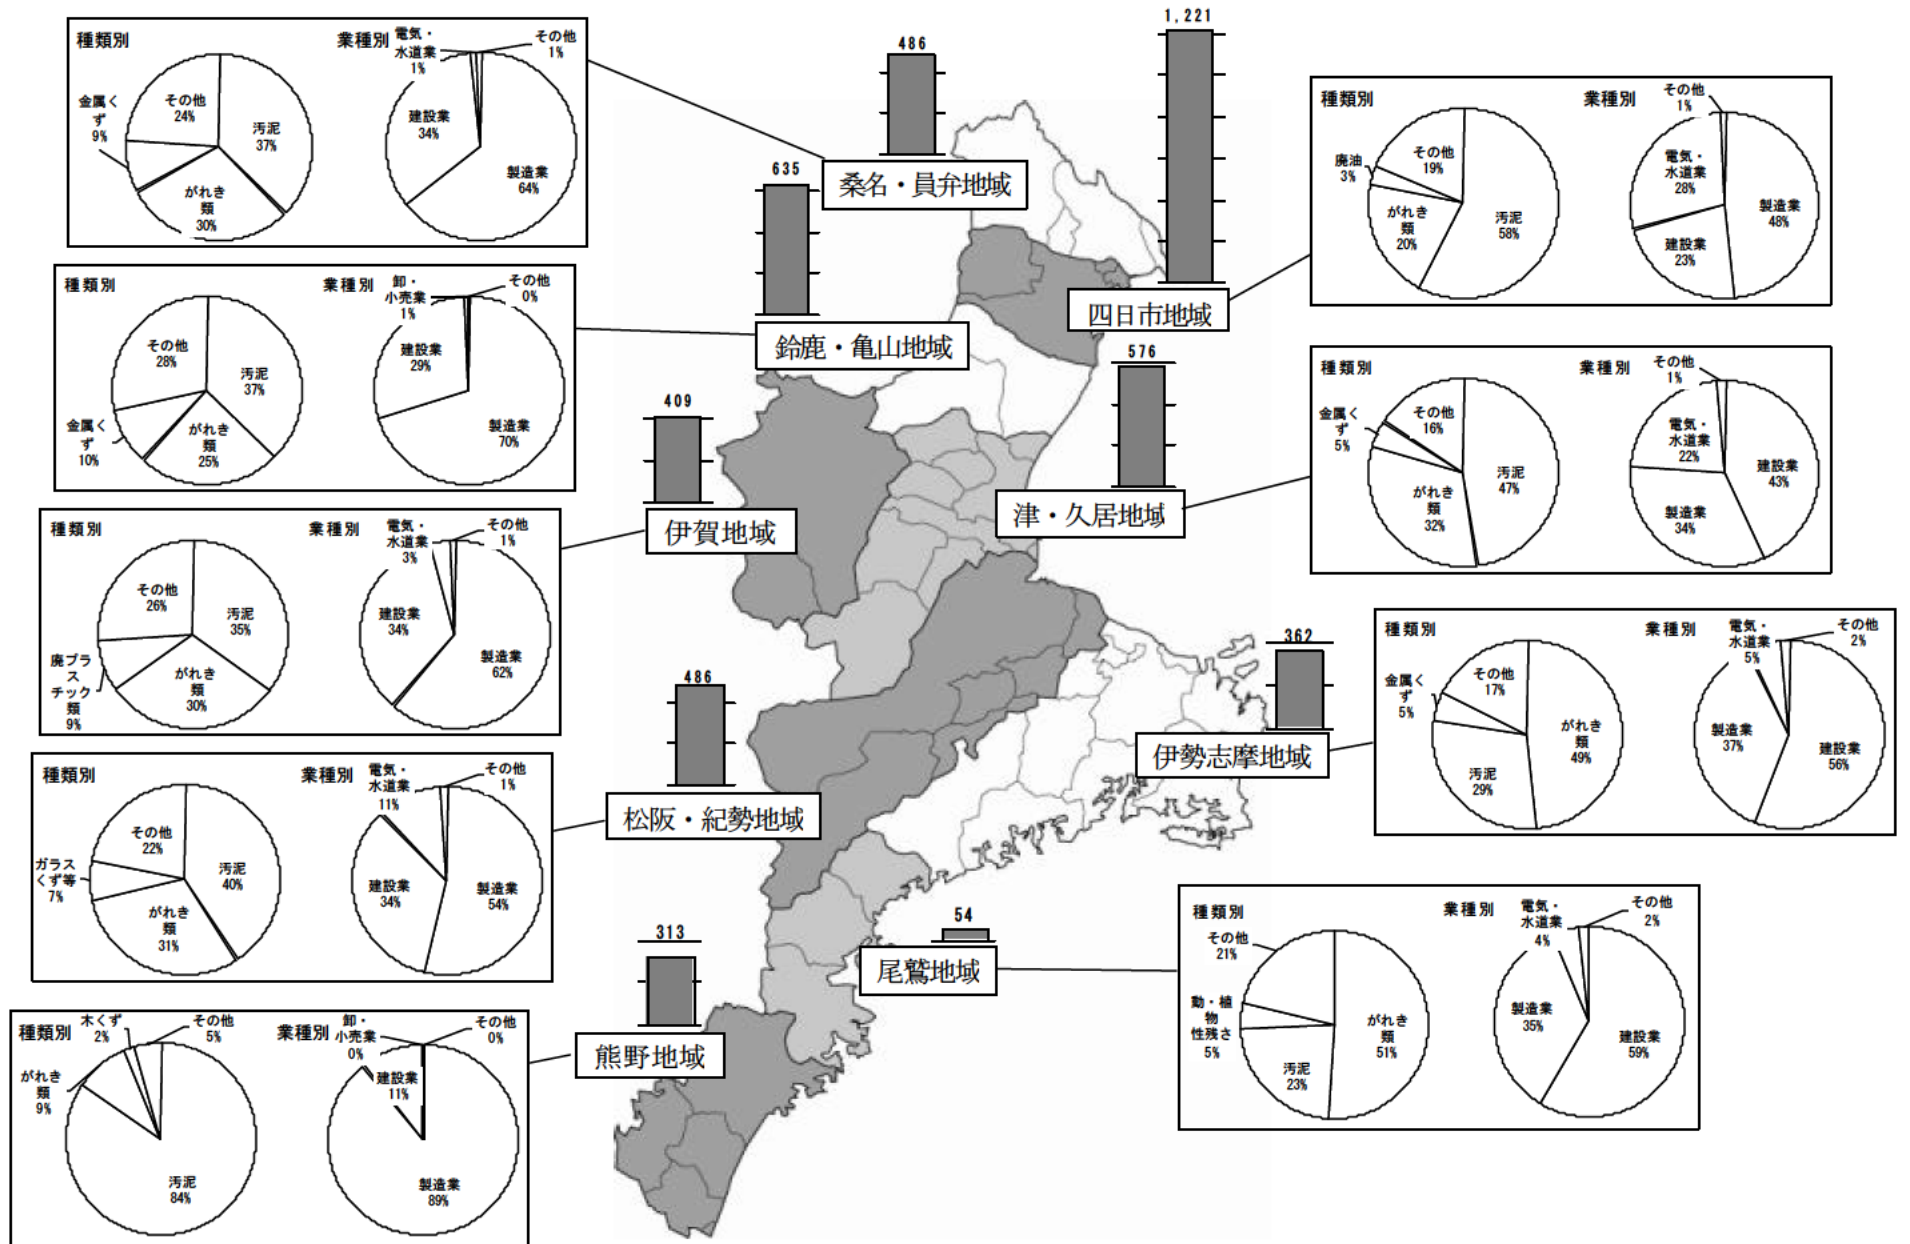 種類別
金属く
ず
9%
その他
24%
汚泥
37%
がれき
類
30%
業種別
電気・
水道業
1%
その他
1%
建設業
34%
製造業
64%
486
桑名・員弁地域
1,221
四日市地域
種類別
廃油
3%
その他
19%
がれき
類
20%
汚泥
58%
業種別
その他
1%
電気・
水道業
28%
製造業
48%
建設業
23%
635
鈴鹿・亀山地域
種類別
その他
28%
汚泥
37%
金属く
ず
10%
がれき
類
25%
業種別
卸・
小売業
1%
その他
0%
建設業
29%
製造業
70%
576
津・久居地域
種類別
金属く
ず
5%
その他
16%
汚泥
47%
がれき
類
32%
業種別
その他
1%
電気・
水道業
22%
建設業
43%
製造業
34%
409
伊賀地域
種類別
その他
26%
汚泥
35%
廃プラ
ス
チック
類
9%
がれき
類
30%
業種別
電気・
水道業
3%
その他
1%
建設業
34%
製造業
62%
362
伊勢志摩地域
種類別
金属く
ず
5%
その他
17%
がれき
類
49%
汚泥
29%
業種別
電気・
水道業
5%
その他
2%
製造業
37%
建設業
56%
486
松阪・紀勢地域
種類別
その他
22%
ガラス
くず等
7%
汚泥
40%
がれき
類
31%
業種別
電気・
水道業
11%
その他
1%
建設業
34%
製造業
54%
54
尾鷲地域
種類別
その他
21%
動・植
物
性残さ
5%
がれき
類
51%
汚泥
23%
業種別
電気・
水道業
4%
その他
2%
製造業
35%
建設業
59%
313
熊野地域
種類別
木くず
2%
その他
5%
がれき
類
9%
汚泥
84%
業種別
卸・
小売業
0%
その他
0%
建設業
11%
製造業
89%